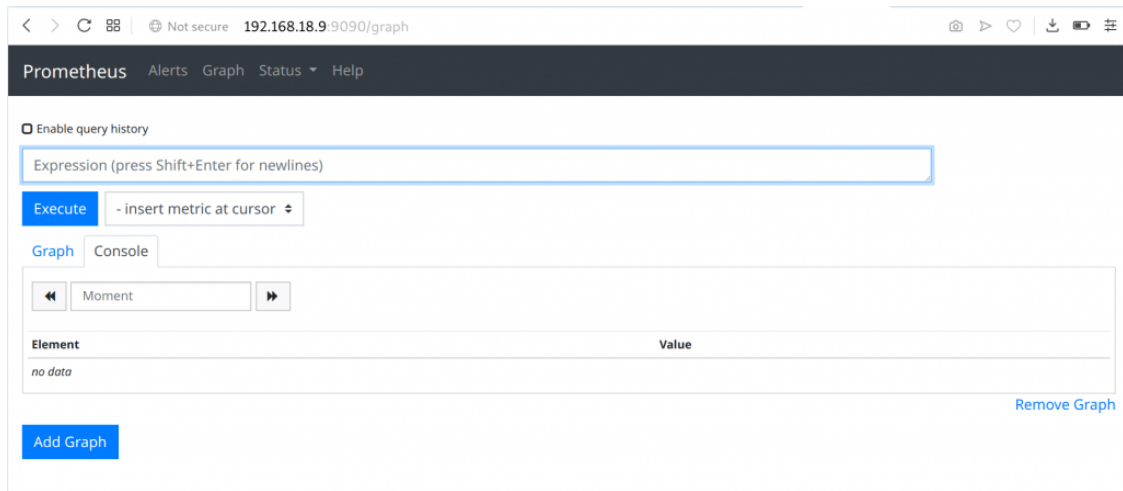 Not secure 192.168.18.9:9090/graph
Prometheus Alerts Graph Status Help
Enable query history
Expression (press Shift+Enter for newlines)
Execute - insert metric at cursor
Graph Console
Moment
Element Value
no data
Remove Graph
Add Graph